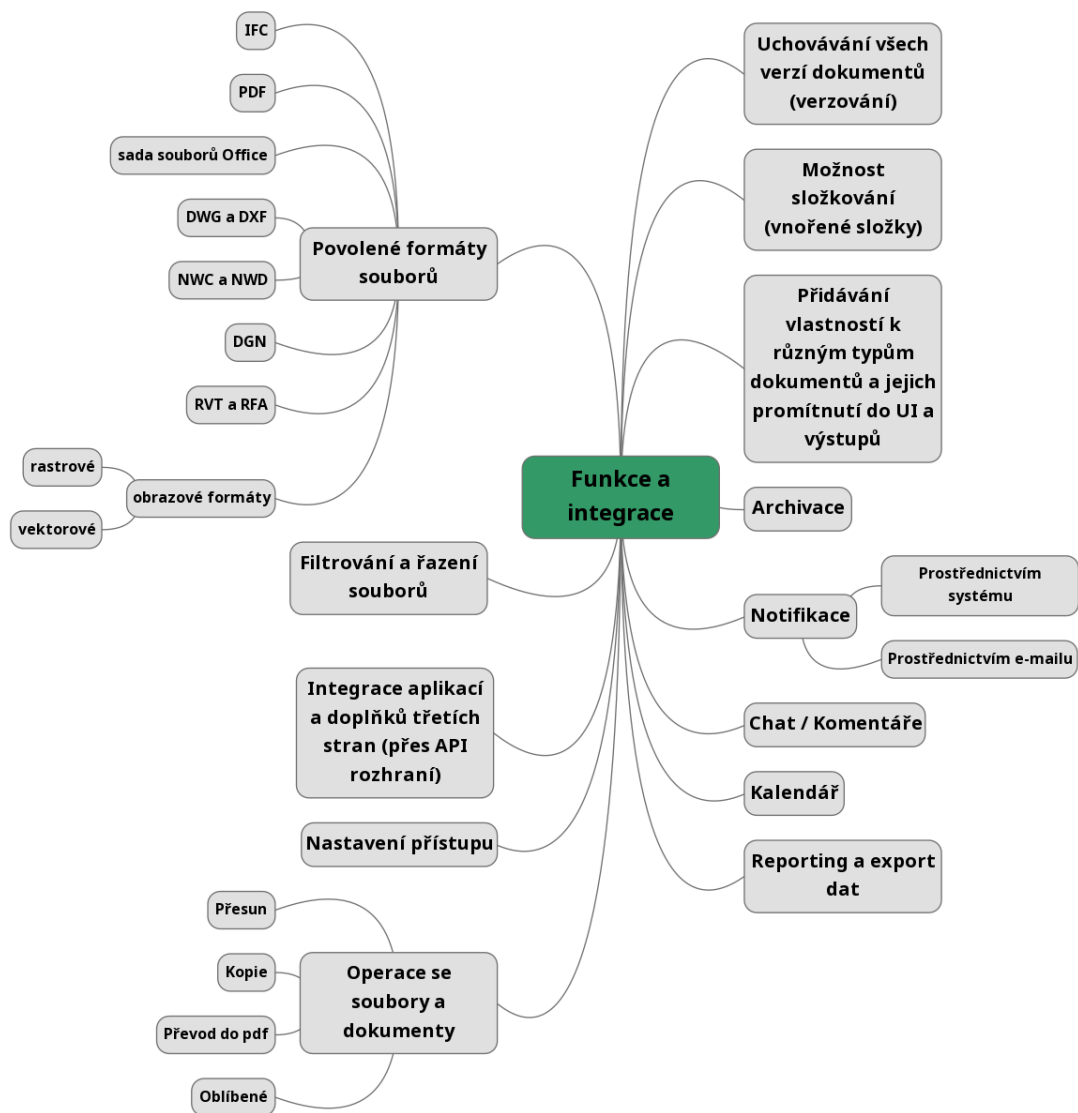 Funkce a
integrace
Povolené formáty
souborů
IFC
PDF
sada souborů Office
DWG a DXF
NWC a NWD
DGN
RVT a RFA
obrazové formáty
rastrové
vektorové
Filtrování a řazení
souborů
Integrace aplikací
a doplňků třetích
stran (přes API
rozhraní)
Nastavení přístupu
Operace se
soubory a
dokumenty
Přesun
Kopie
Převod do pdf
Oblíbené
Uchovávání všech
verzí dokumentů
(verzování)
Možnost
složkování
(vnořené složky)
Přidávání
vlastností k
různým typům
dokumentů a jejich
promítnutí do UI a
výstupů
Archivace
Notifikace
Prostřednictvím
systému
Prostřednictvím e-mailu
Chat / Komentáře
Kalendář
Reporting a export
dat